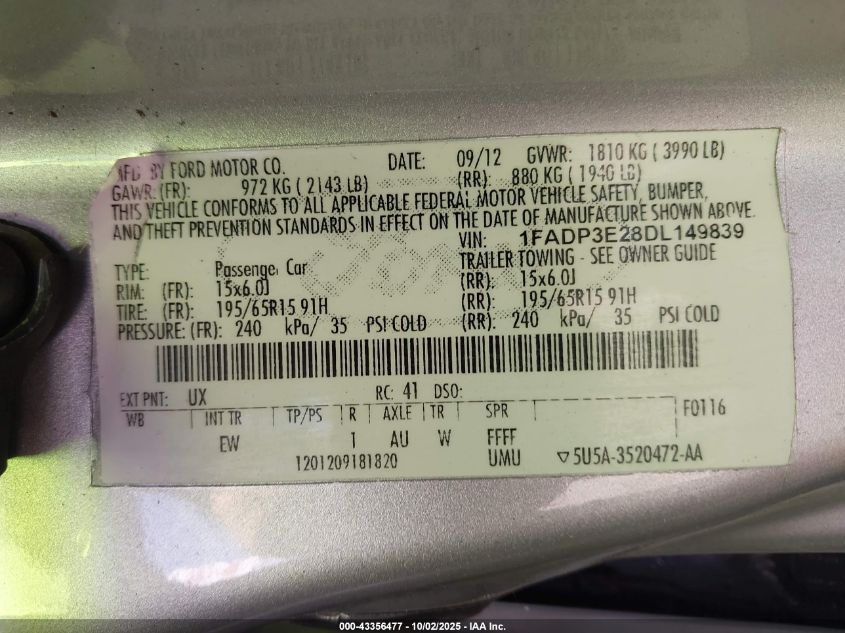 MFD. BY FORD MOTOR CO. DATE: 09/12 GVWR: 1810 KG ( 3990 LB)
GAWR: (FR): 972 KG ( 2143 LB) (RR): 880 KG ( 1940 LB)
THIS VEHICLE CONFORMS TO ALL APPLICABLE FEDERAL MOTOR VEHICLE SAFETY, BUMPER,
AND THEFT PREVENTION STANDARDS IN EFFECT ON THE DATE OF MANUFACTURE SHOWN ABOVE.
VIN: 1FADP3E28DL149839
TRAILER TOWING - SEE OWNER GUIDE
TYPE: Passenger Car
RIM: (FR): 15x6.0J (RR): 15x6.0J
TIRE: (FR): 195/65R15 91H (RR): 195/65R15 91H
PRESSURE: (FR): 240 kPa/ 35 PSI COLD (RR): 240 kPa/ 35 PSI COLD
EXT PNT: UX RC: 41 DSO:
WB INT TR TP/PS R AXLE TR SPR F0116
EW 1 AU W FFFF
1201209181820 UMU ▽5U5A-3520472-AA
000-43356477 - 10/02/2025 - IAA Inc.